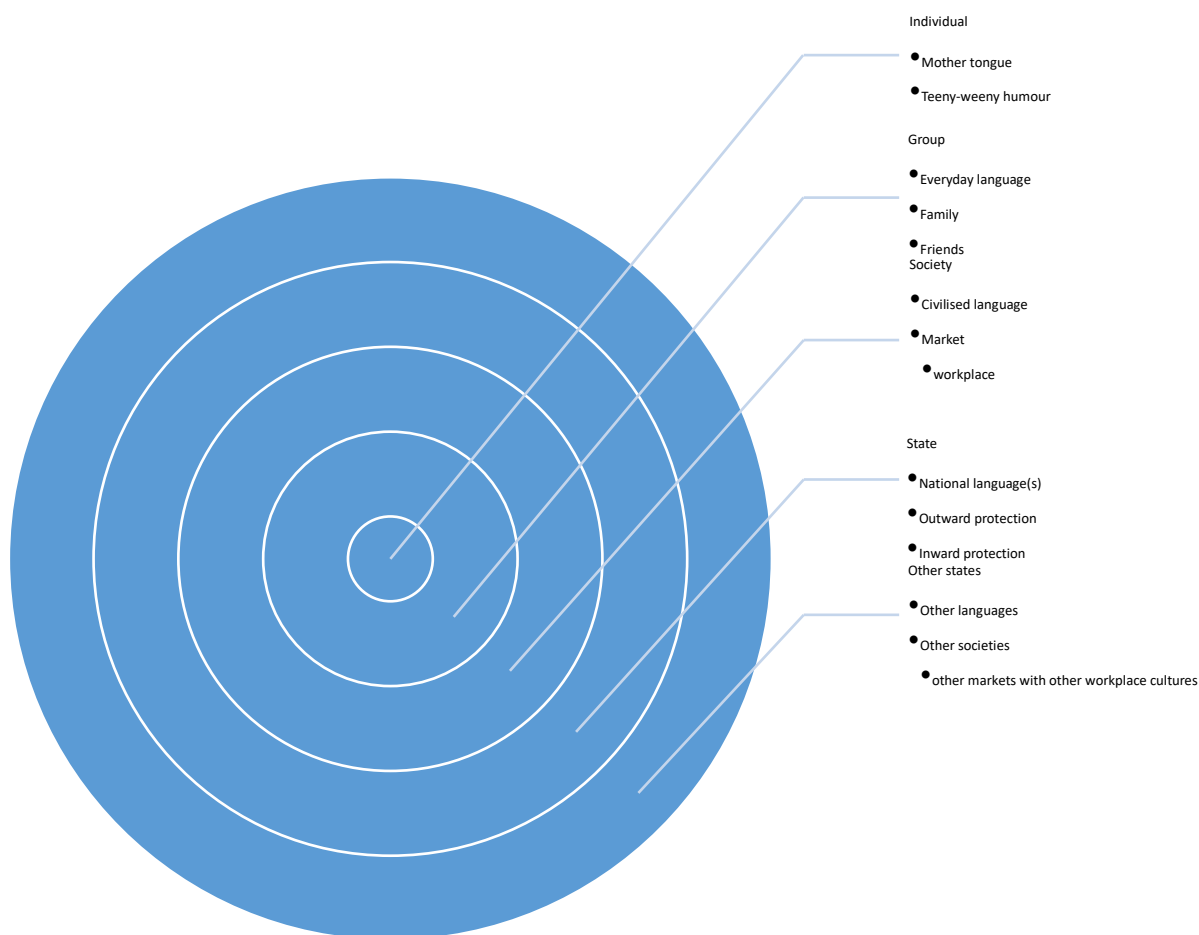 Individual
• Mother tongue
• Teeny-weeny humour
Group
• Everyday language
• Family
• Friends
Society
• Civilised language
• Market
• workplace
State
• National language(s)
• Outward protection
• Inward protection
Other states
• Other languages
• Other societies
• other markets with other workplace cultures